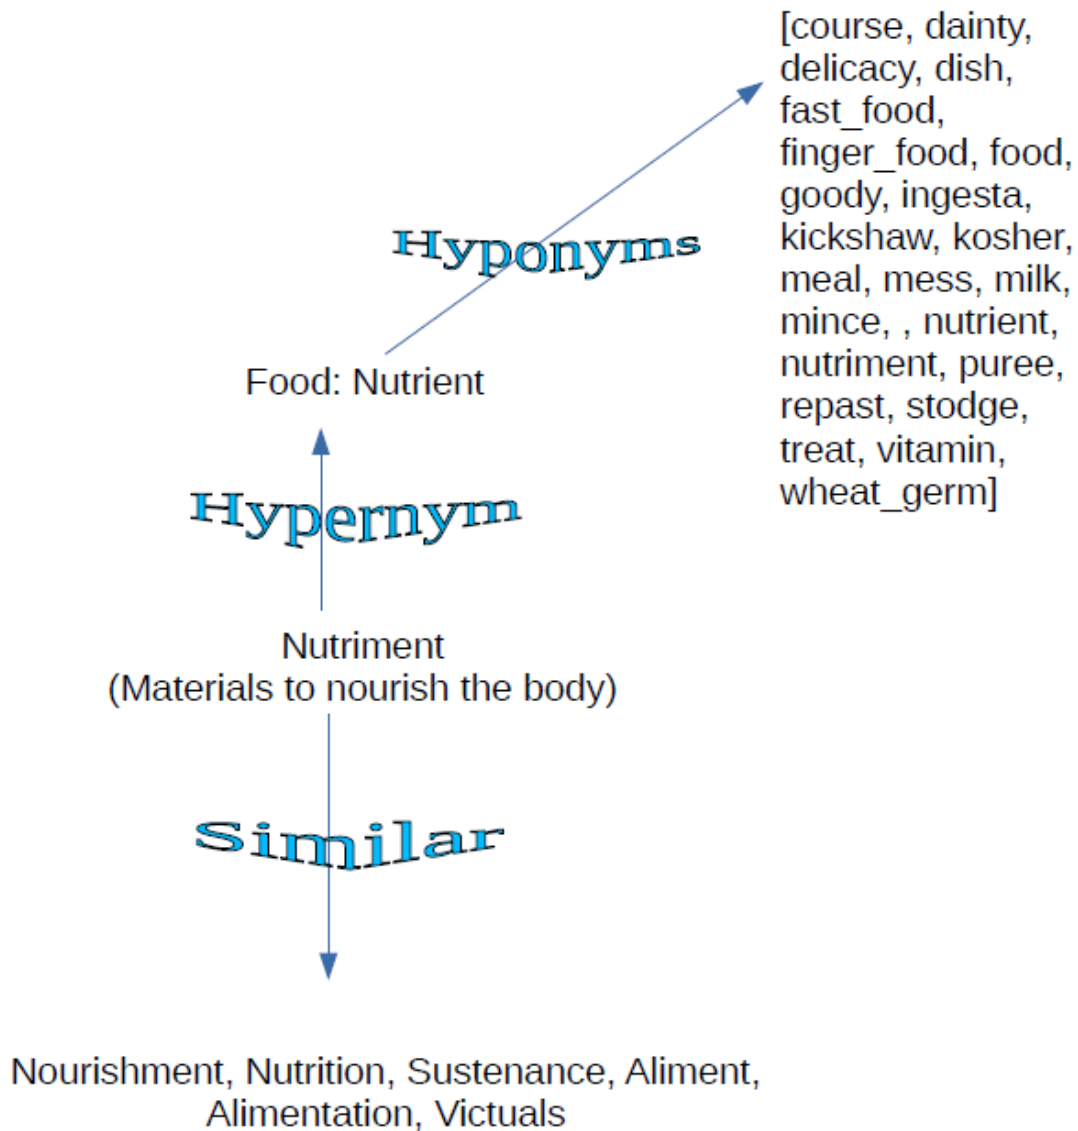 [course, dainty,
delicacy, dish,
fast_food,
finger_food, food,
goody, ingesta,
kickshaw, kosher,
meal, mess, milk,
mince, , nutrient,
nutriment, puree,
repast, stodge,
treat, vitamin,
wheat_germ]
Hyponyms
Food: Nutrient
Hypernym
Nutriment
(Materials to nourish the body)
Similar
Nourishment, Nutrition, Sustenance, Aliment,
Alimentation, Victuals